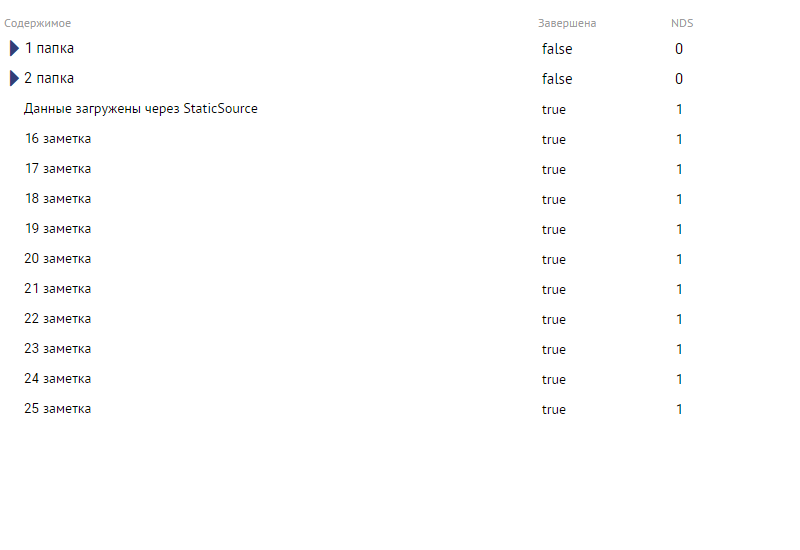 Содержимое Завершена NDS
1 папка false 0
2 папка false 0
Данные загружены через StaticSource true 1
16 заметка true 1
17 заметка true 1
18 заметка true 1
19 заметка true 1
20 заметка true 1
21 заметка true 1
22 заметка true 1
23 заметка true 1
24 заметка true 1
25 заметка true 1